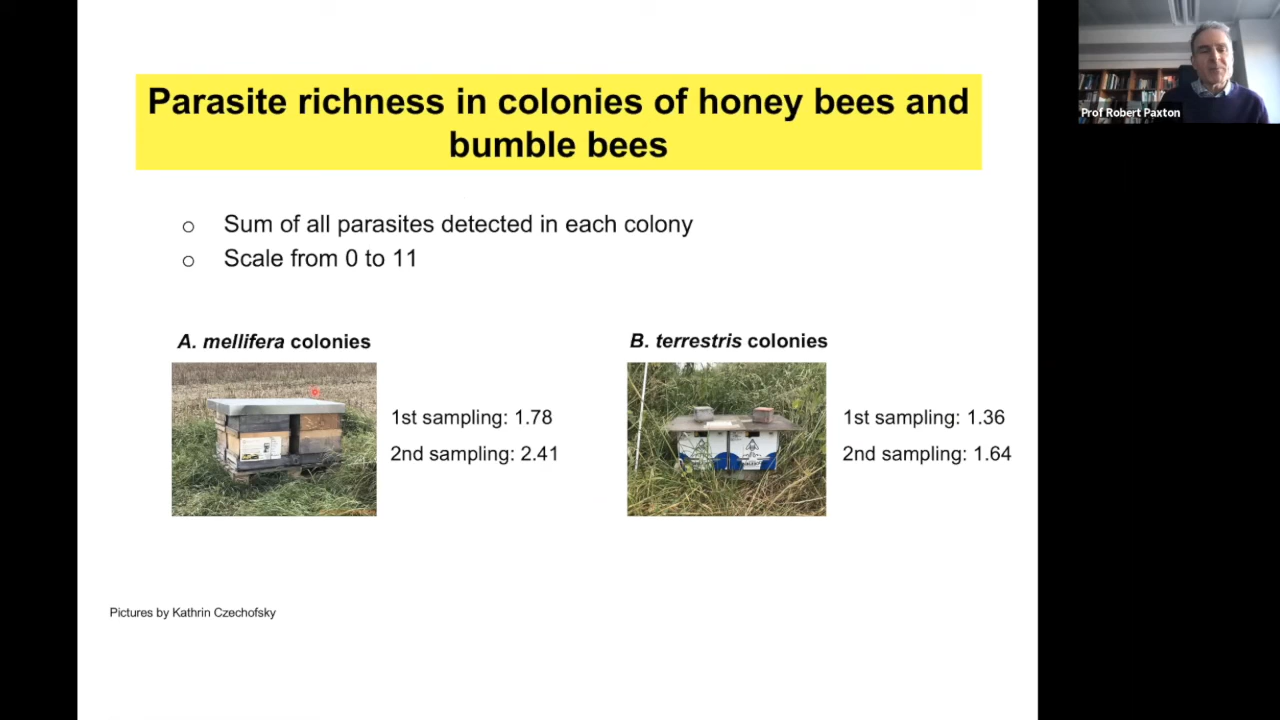 Parasite richness in colonies of honey bees and
bumble bees
Prof Robert Paxton
○ Sum of all parasites detected in each colony
○ Scale from 0 to 11
A. mellifera colonies
1st sampling: 1.78
2nd sampling: 2.41
B. terrestris colonies
1st sampling: 1.36
2nd sampling: 1.64
Pictures by Kathrin Czechofsky